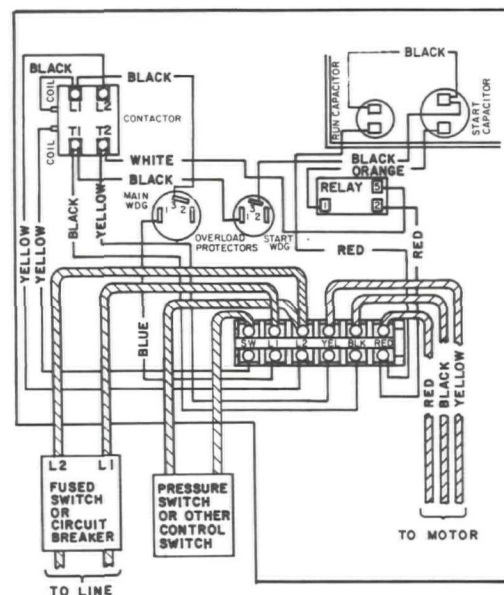 BLACK
BLACK
BLACK
COIL
L1 L2
CONTACTOR
T1 T2
COIL
RUN CAPACITOR
START CAPACITOR
WHITE
BLACK
BLACK
ORANGE
RELAY
5
1
2
MAIN WDG
1 3 2
OVERLOAD PROTECTORS
1 3 2
START WDG
BLACK
YELLOW
RED
RED
YELLOW
YELLOW
BLUE
SW L1 L2 YEL BLK RED
RED
BLACK
YELLOW
L2 L1
FUSED
SWITCH
OR
CIRCUIT
BREAKER
PRESSURE
SWITCH
OR OTHER
CONTROL
SWITCH
TO MOTOR
TO LINE